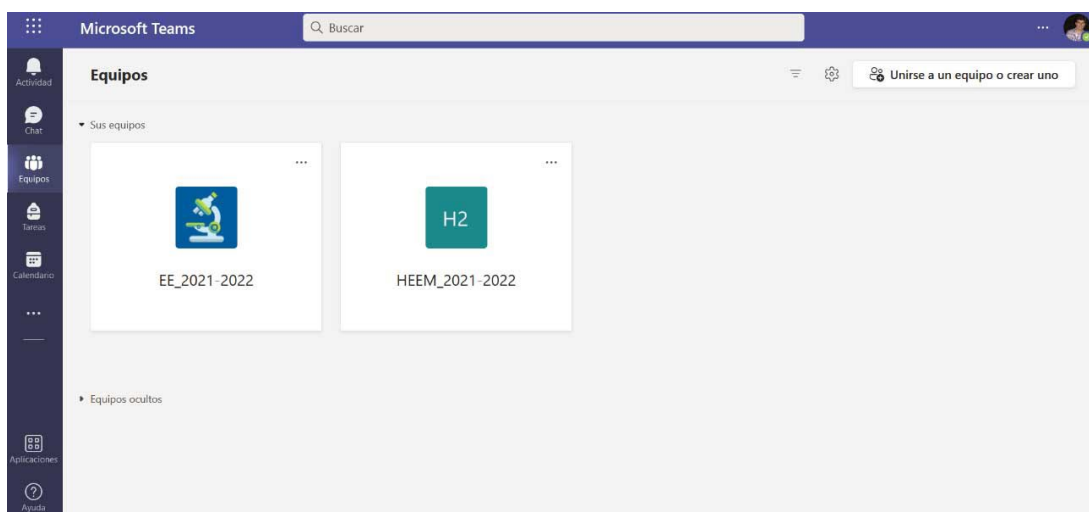 Microsoft Teams
Buscar
Actividad
Chat
Equipos
Tareas
Calendario
Aplicaciones
Ayuda
Equipos
Unirse a un equipo o crear uno
Sus equipos
EE_2021-2022
H2
HEEM_2021-2022
Equipos ocultos